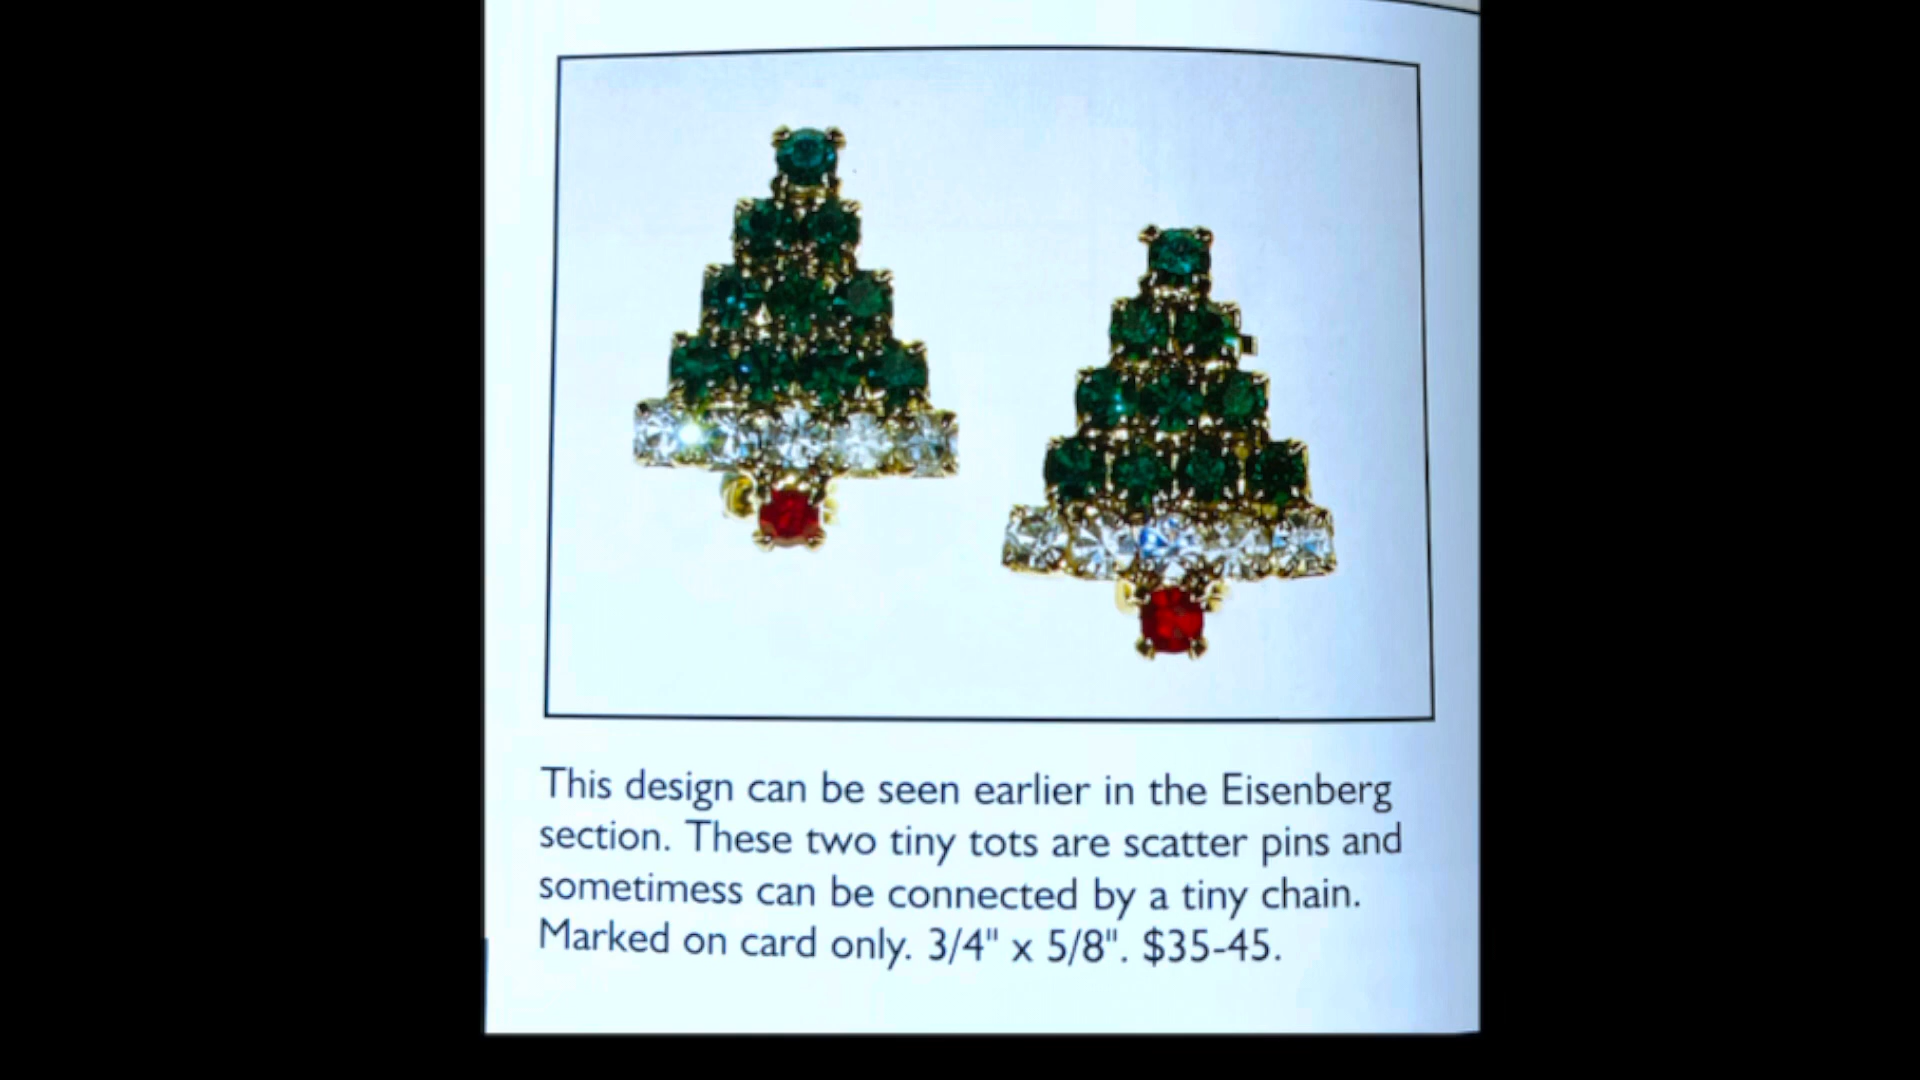 This design can be seen earlier in the Eisenberg
section. These two tiny tots are scatter pins and
sometimess can be connected by a tiny chain.
Marked on card only. 3/4" x 5/8". $35-45.